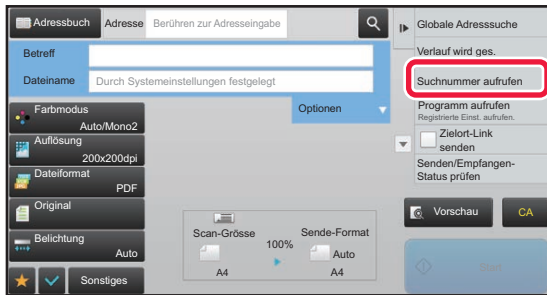 Adressbuch
Adresse
Berühren zur Adresseingabe
Betreff
Dateiname
Durch Systemeinstellungen festgelegt
Optionen
Farbmodus
Auto/Mono2
Auflösung
200x200dpi
Dateiformat
PDF
Original
Belichtung
Auto
Sonstiges
Scan-Grösse
100%
Sende-Format
Auto
A4
A4
Globale Adresssuche
Verlauf wird ges.
Suchnummer aufrufen
Programm aufrufen
Registrierte Einst. aufrufen.
Zielort-Link
senden
Senden/Empfangen-
Status prüfen
Vorschau
CA
Start